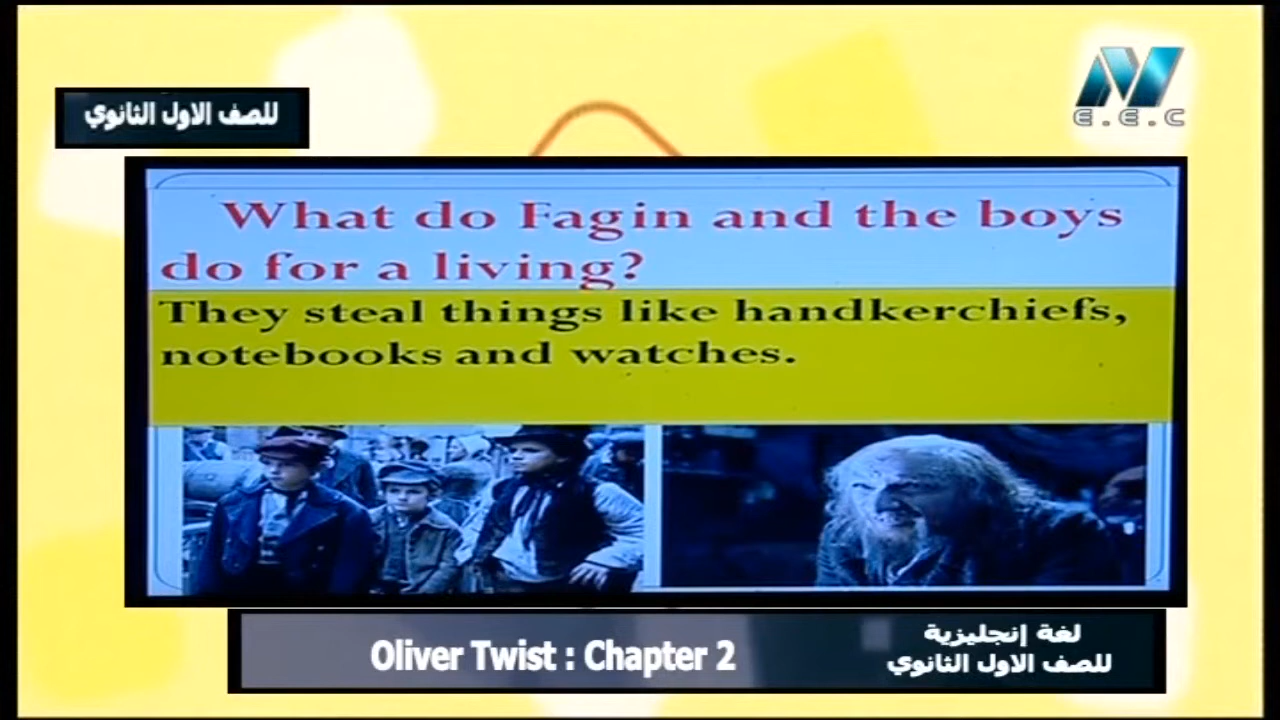 للصف الاول الثانوي
E.E.C
What do Fagin and the boys
do for a living?
They steal things like handkerchiefs,
notebooks and watches.
Oliver Twist : Chapter 2
لغة إنجليزية
للصف الاول الثانوي